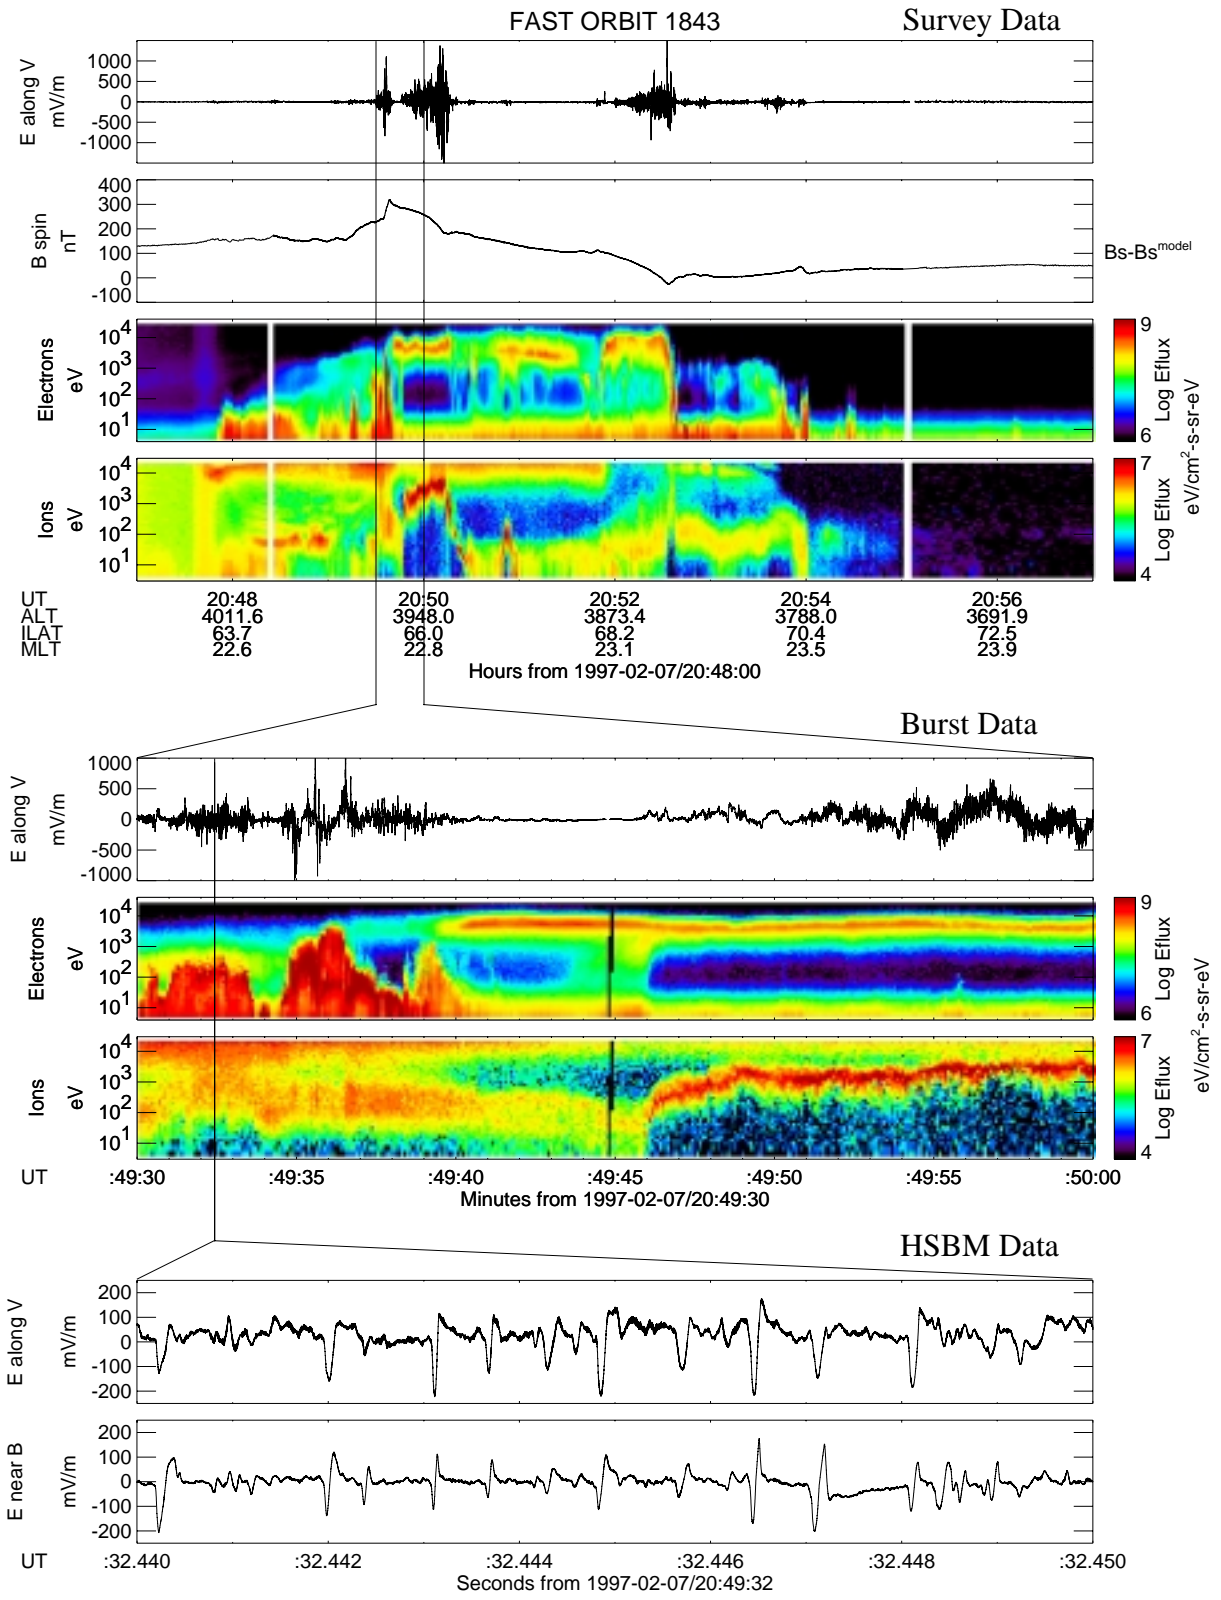 FAST ORBIT 1843
Survey Data
E along V
mV/m
1000
500
0
-500
-1000
B spin
nT
400
300
200
100
0
-100
Bs-Bs^model
Electrons
eV
10^4
10^3
10^2
10^1
9
6
Log Eflux
Ions
eV
10^4
10^3
10^2
10^1
7
4
Log Eflux
eV/cm^2-s-sr-eV
UT 20:48 20:50 20:52 20:54 20:56
ALT 4011.6 3948.0 3873.4 3788.0 3691.9
ILAT 63.7 66.0 68.2 70.4 72.5
MLT 22.6 22.8 23.1 23.5 23.9
Hours from 1997-02-07/20:48:00
Burst Data
E along V
mV/m
1000
500
0
-500
-1000
Electrons
eV
10^4
10^3
10^2
10^1
9
6
Log Eflux
Ions
eV
10^4
10^3
10^2
10^1
7
4
Log Eflux
eV/cm^2-s-sr-eV
UT :49:30 :49:35 :49:40 :49:45 :49:50 :49:55 :50:00
Minutes from 1997-02-07/20:49:30
HSBM Data
E along V
mV/m
200
100
0
-100
-200
E near B
mV/m
200
100
0
-100
-200
UT :32.440 :32.442 :32.444 :32.446 :32.448 :32.450
Seconds from 1997-02-07/20:49:32